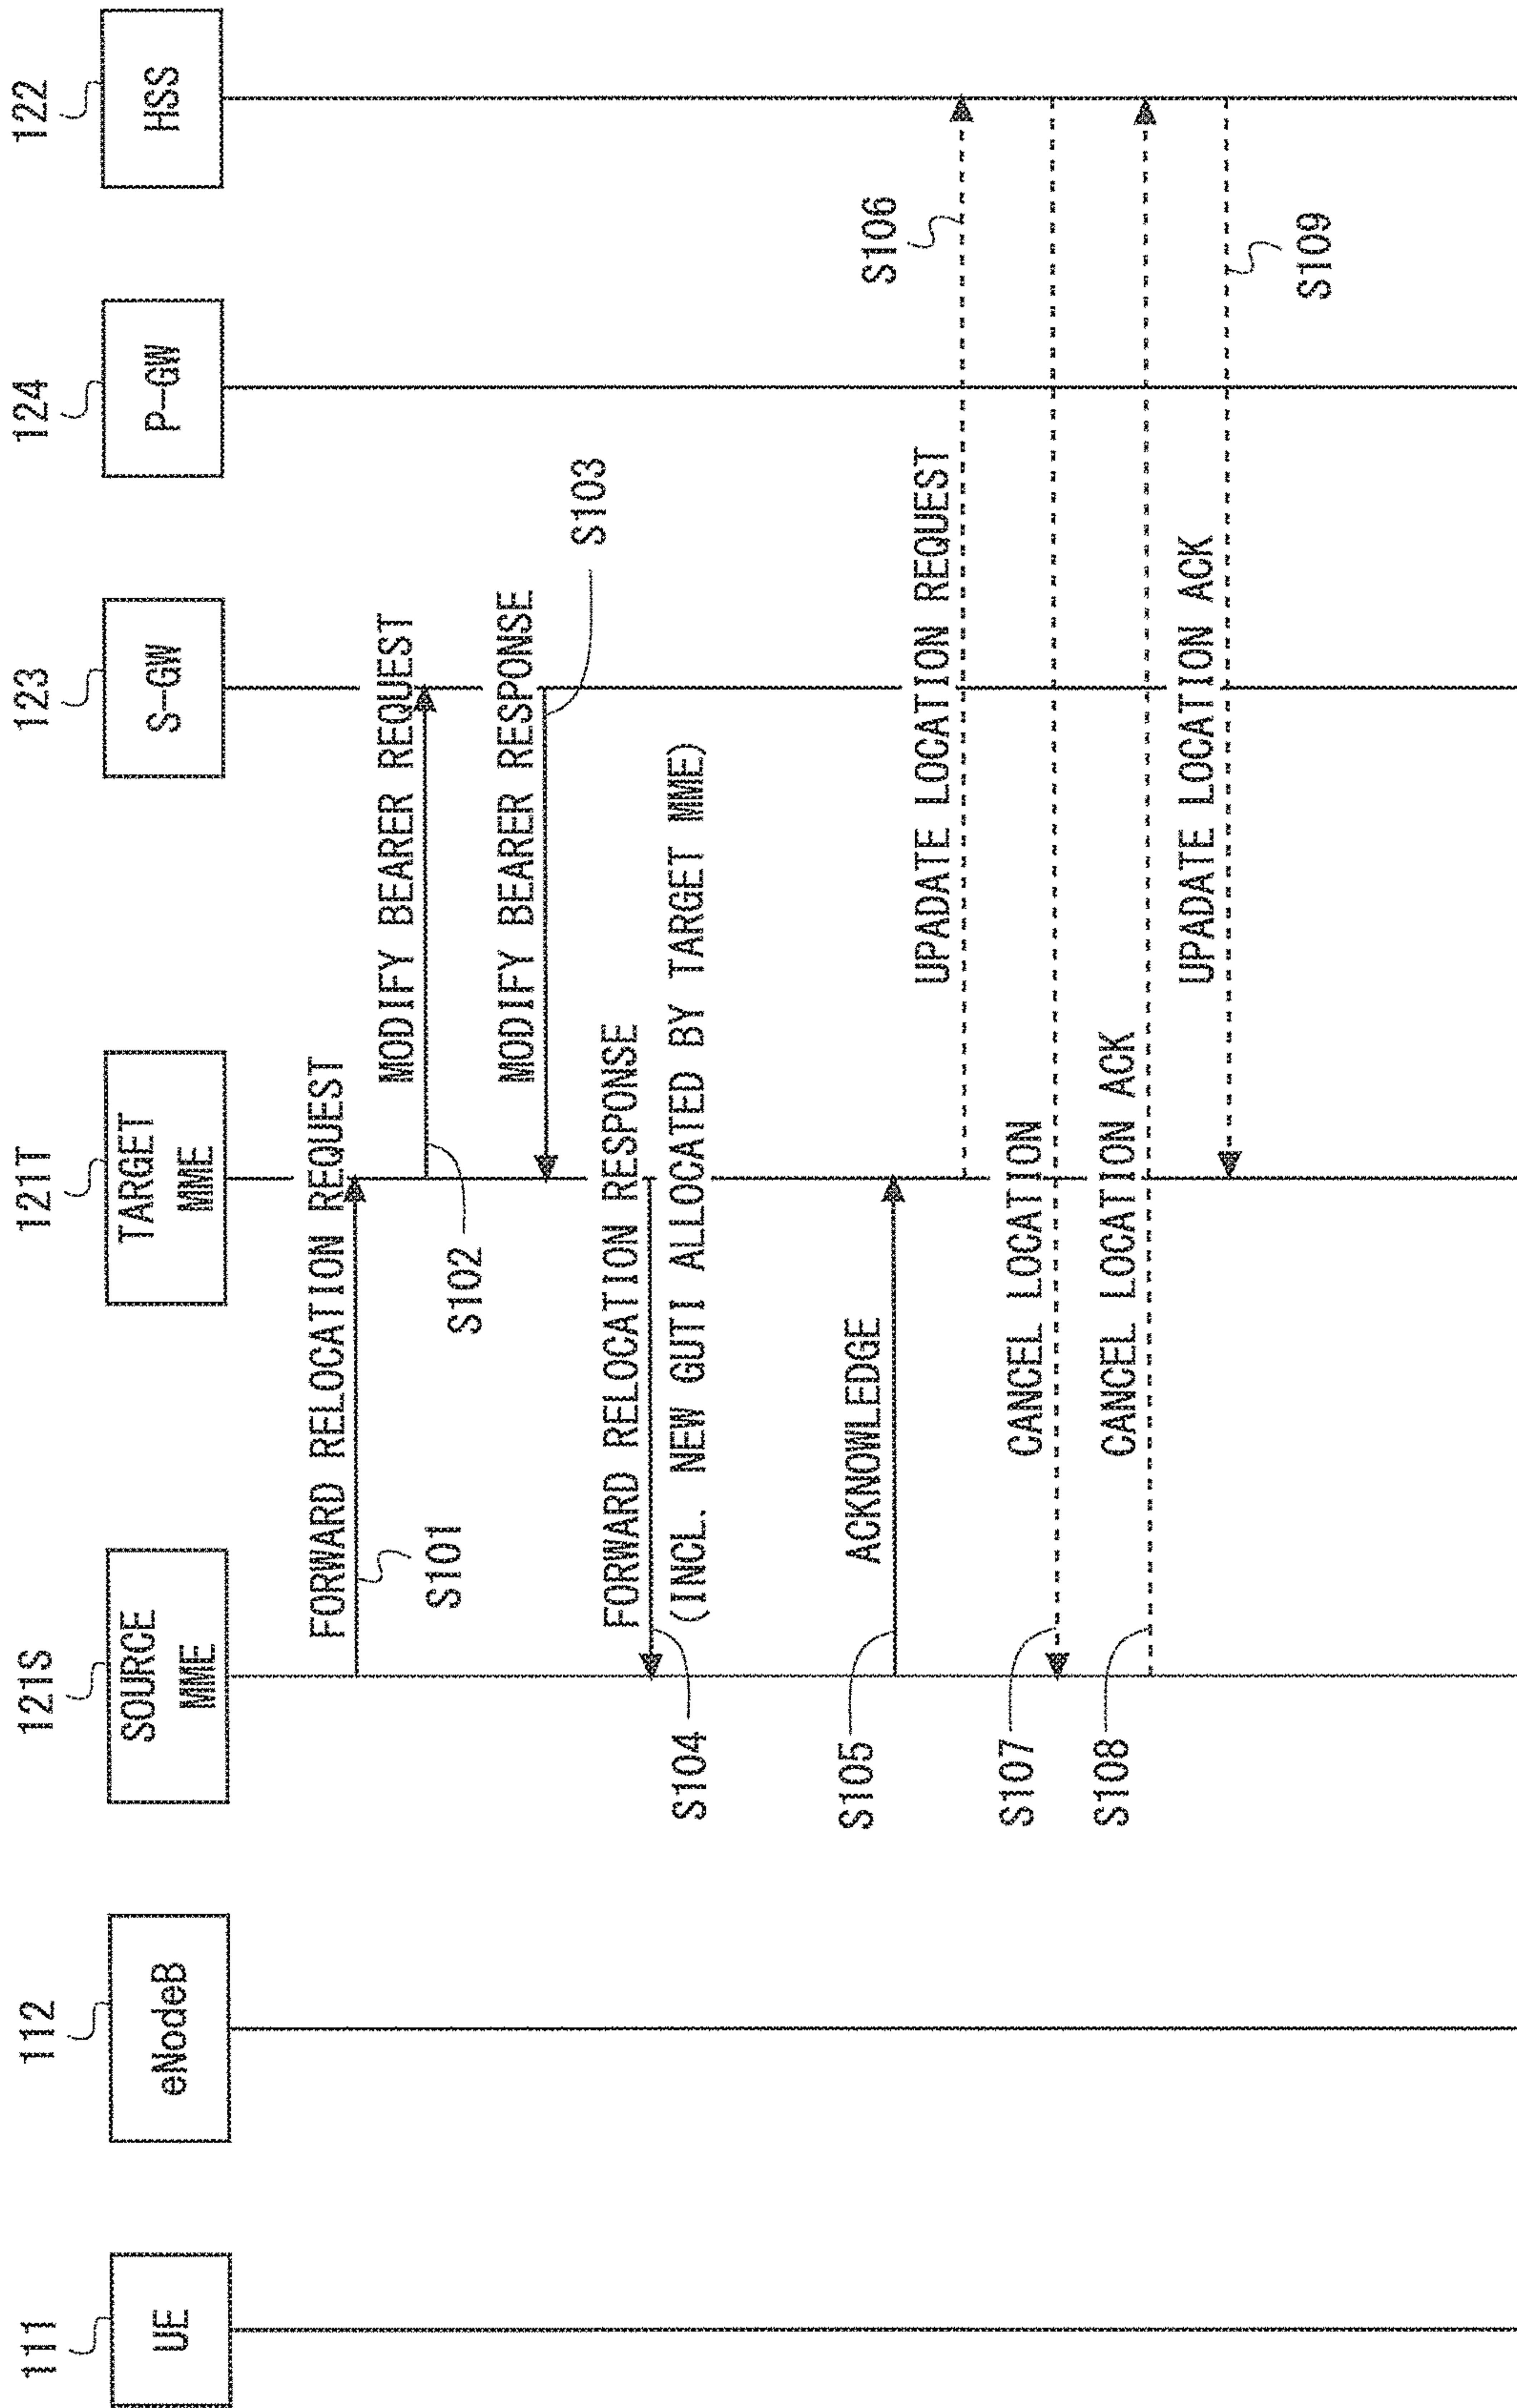 111
UE
112
eNodeB
121S
SOURCE
MME
121T
TARGET
MME
123
S-GW
124
P-GW
122
HSS
FORWARD RELOCATION REQUEST
S101
MODIFY BEARER REQUEST
S102
MODIFY BEARER RESPONSE
S103
FORWARD RELOCATION RESPONSE
(INCL. NEW GUTI ALLOCATED BY TARGET MME)
S104
ACKNOWLEDGE
S105
UPADATE LOCATION REQUEST
S106
CANCEL LOCATION
S107
CANCEL LOCATION ACK
S108
UPADATE LOCATION ACK
S109